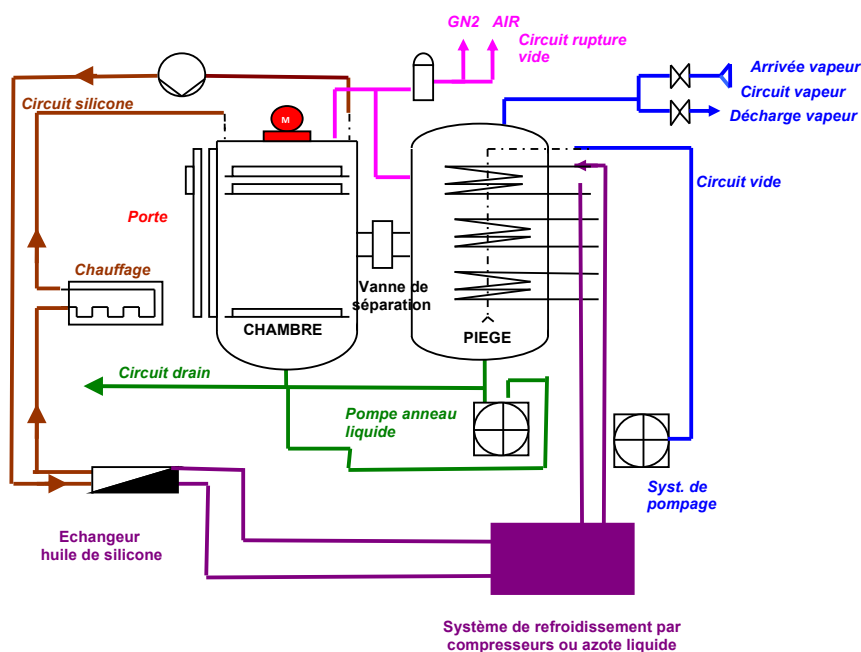 GN2 AIR
Circuit rupture
vide
Arrivée vapeur
Circuit vapeur
Décharge vapeur
Circuit silicone
M
Circuit vide
Porte
Chauffage
Vanne de
séparation
CHAMBRE
PIEGE
Circuit drain
Pompe anneau
liquide
Syst. de
pompage
Echangeur
huile de silicone
Système de refroidissement par
compresseurs ou azote liquide